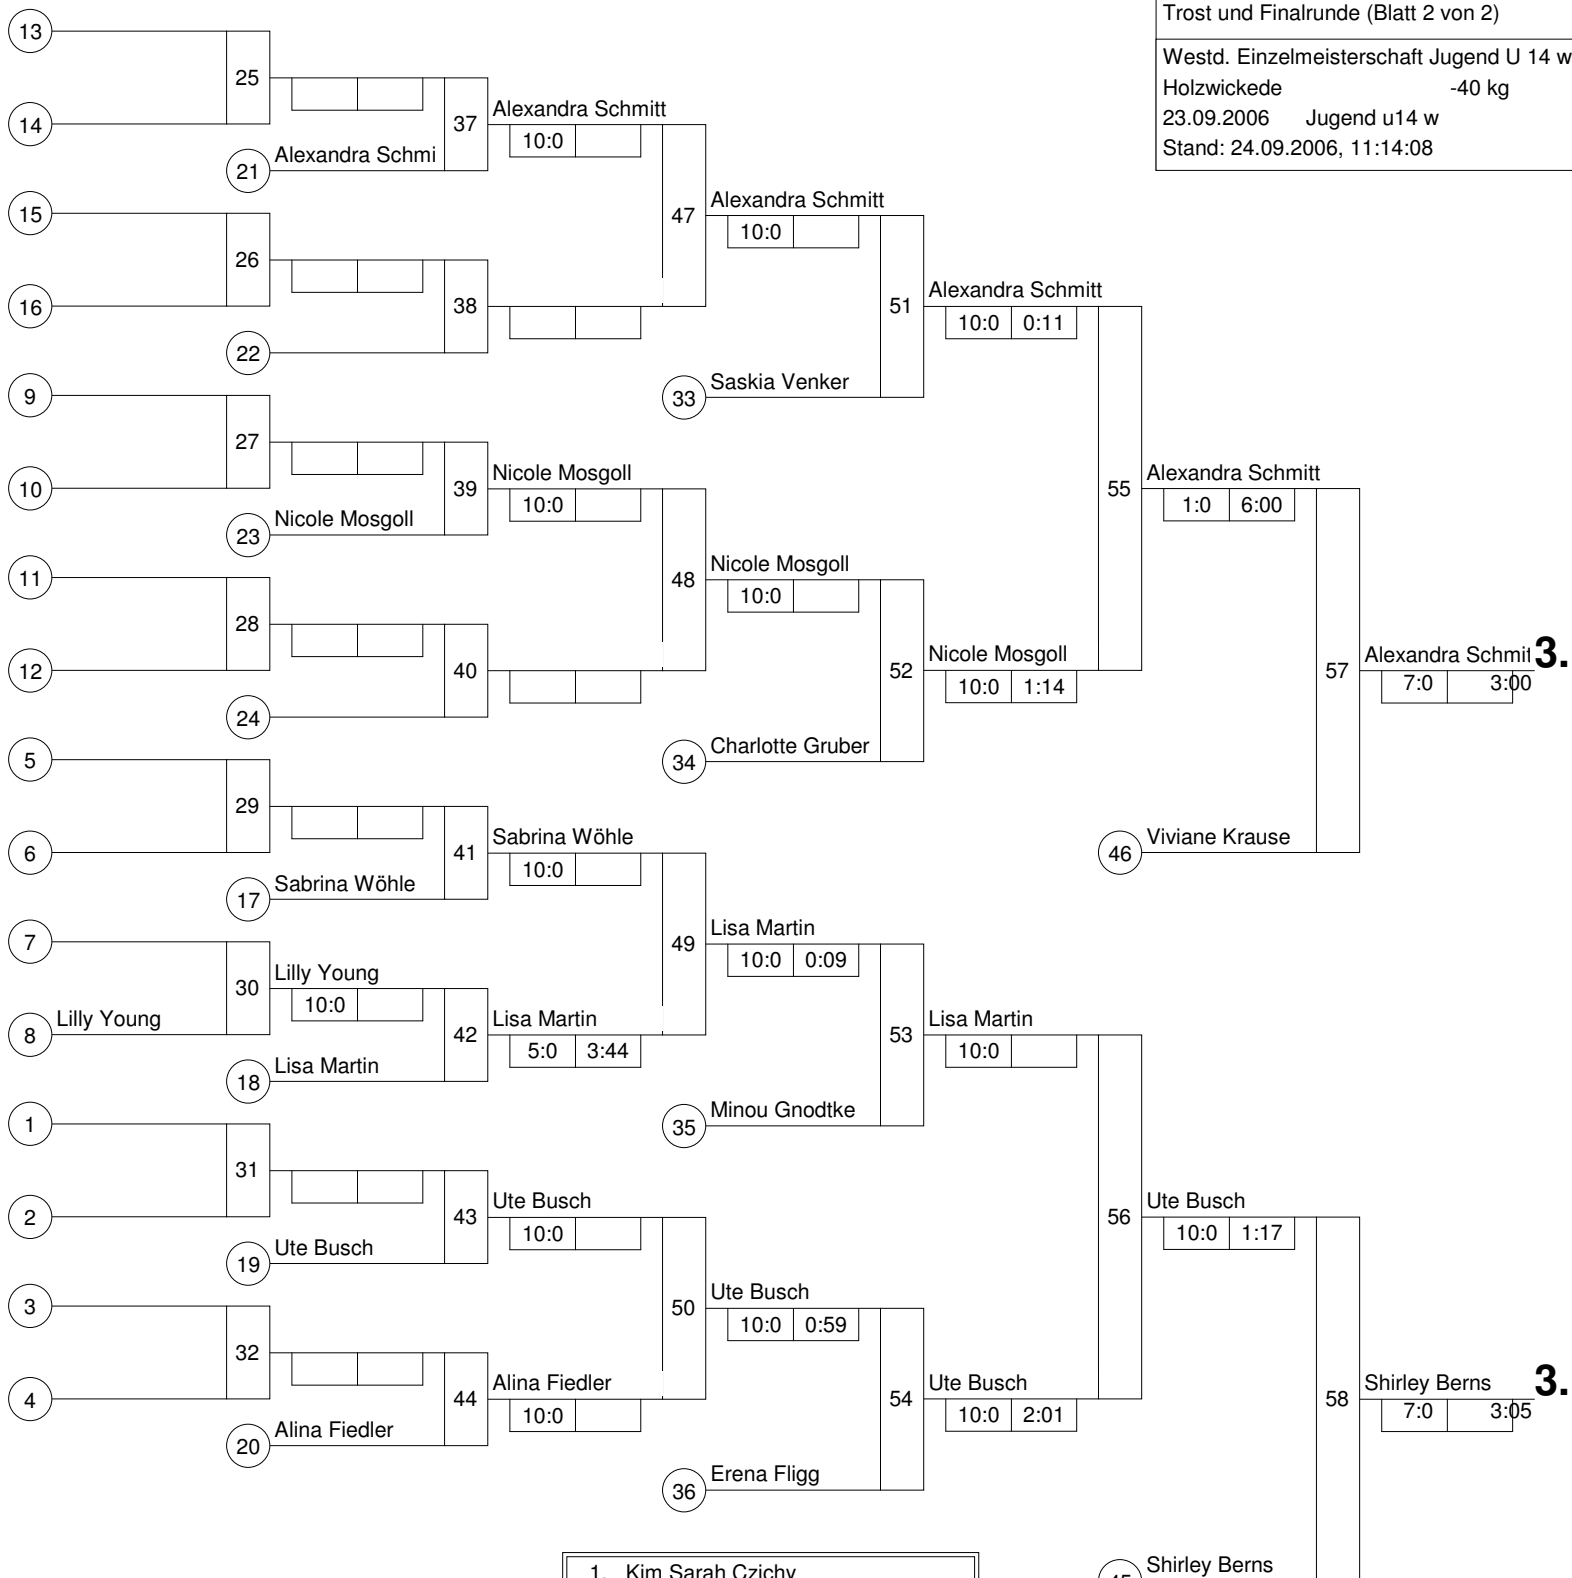 Trost und Finalrunde (Blatt 2 von 2)
Westd. Einzelmeisterschaft Jugend U 14 w
Holzwickede -40 kg
23.09.2006 Jugend u14 w
Stand: 24.09.2006, 11:14:08
13
25
14
37
Alexandra Schmitt
10:0
21
Alexandra Schmi
15
26
16
38
22
47
Alexandra Schmitt
10:0
51
Alexandra Schmitt
10:0 0:11
33
Saskia Venker
9
27
10
39
Nicole Mosgoll
10:0
23
Nicole Mosgoll
11
28
12
40
24
48
Nicole Mosgoll
10:0
52
Nicole Mosgoll
10:0 1:14
34
Charlotte Gruber
55
Alexandra Schmitt
1:0 6:00
57
Alexandra Schmit 3.
7:0 3:00
46
Viviane Krause
5
29
6
41
Sabrina Wöhle
10:0
17
Sabrina Wöhle
7
30
Lilly Young
10:0
8
Lilly Young
42
Lisa Martin
5:0 3:44
18
Lisa Martin
49
Lisa Martin
10:0 0:09
53
Lisa Martin
10:0
35
Minou Gnodtke
1
31
2
43
Ute Busch
10:0
19
Ute Busch
3
32
4
44
Alina Fiedler
10:0
20
Alina Fiedler
50
Ute Busch
10:0 0:59
54
Ute Busch
10:0 2:01
36
Erena Fligg
56
Ute Busch
10:0 1:17
58
Shirley Berns 3.
7:0 3:05
45
Shirley Berns
1. Kim Sarah Czichy